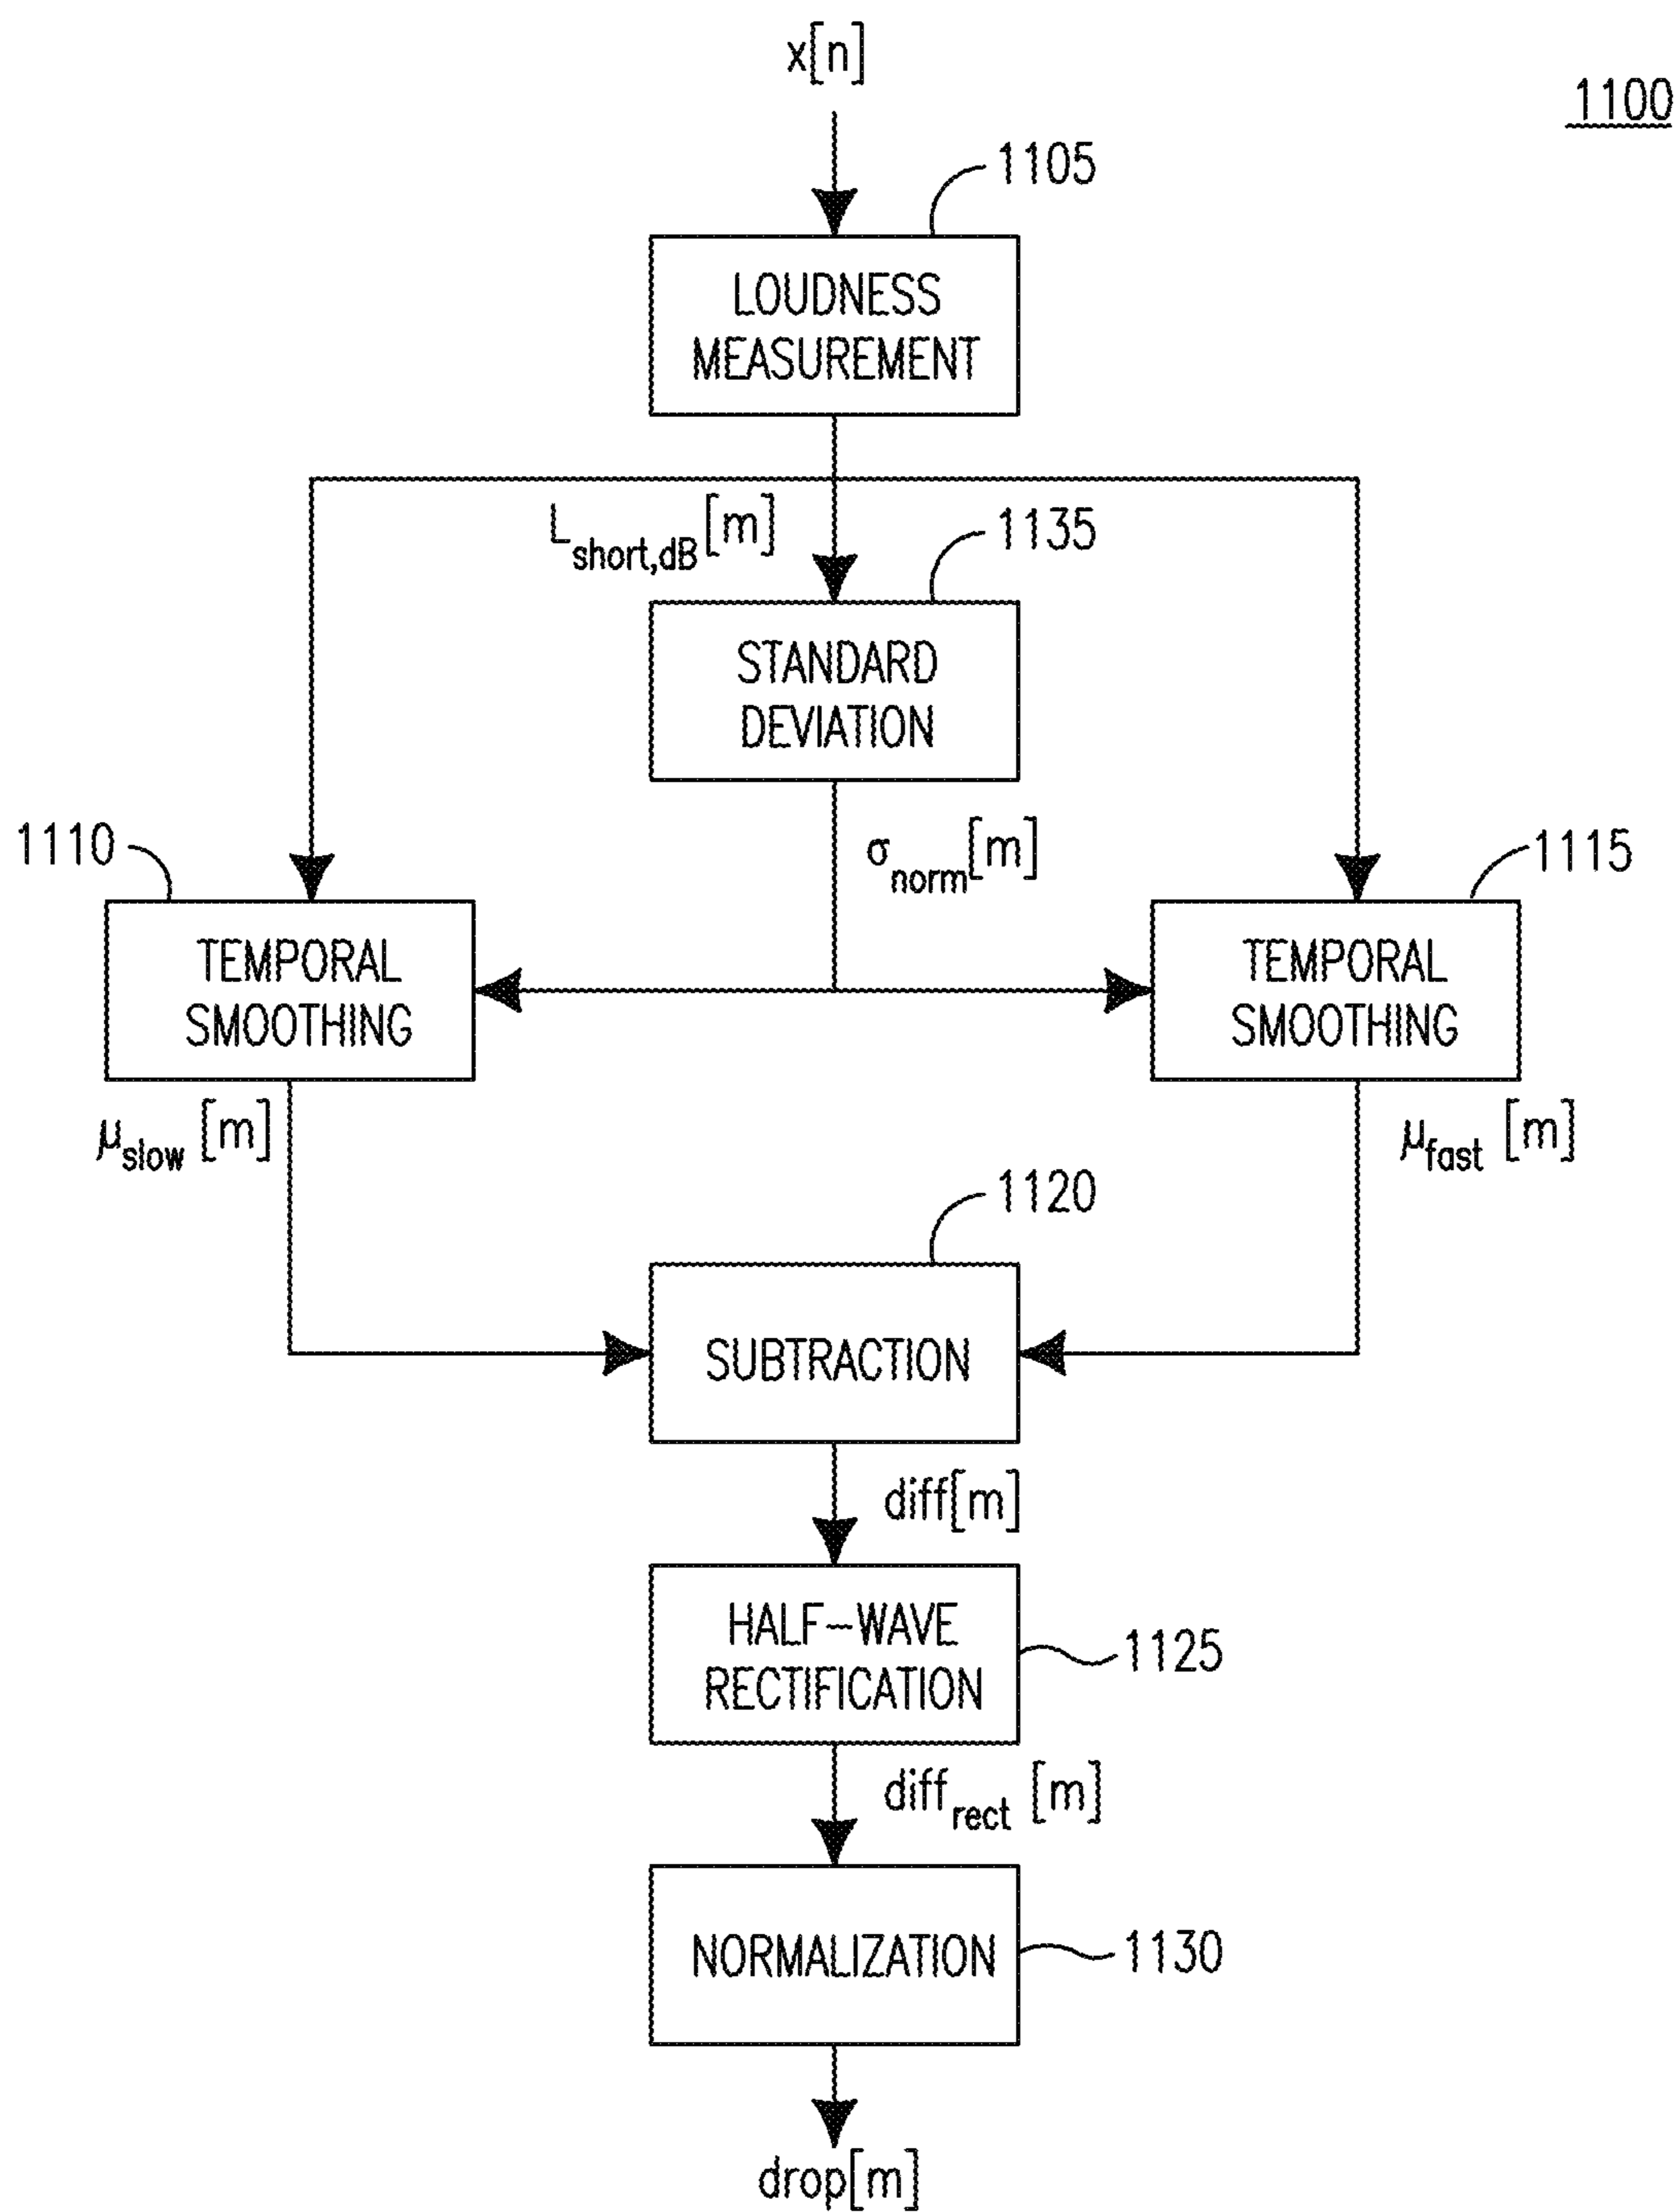 x[n]
1100
1105
LOUDNESS
MEASUREMENT
L short,dB [m]
1135
STANDARD
DEVIATION
1110
σ norm [m]
1115
TEMPORAL
SMOOTHING
TEMPORAL
SMOOTHING
μ slow [m]
μ fast [m]
1120
SUBTRACTION
diff[m]
HALF-WAVE
RECTIFICATION
1125
diff rect [m]
NORMALIZATION
1130
drop[m]